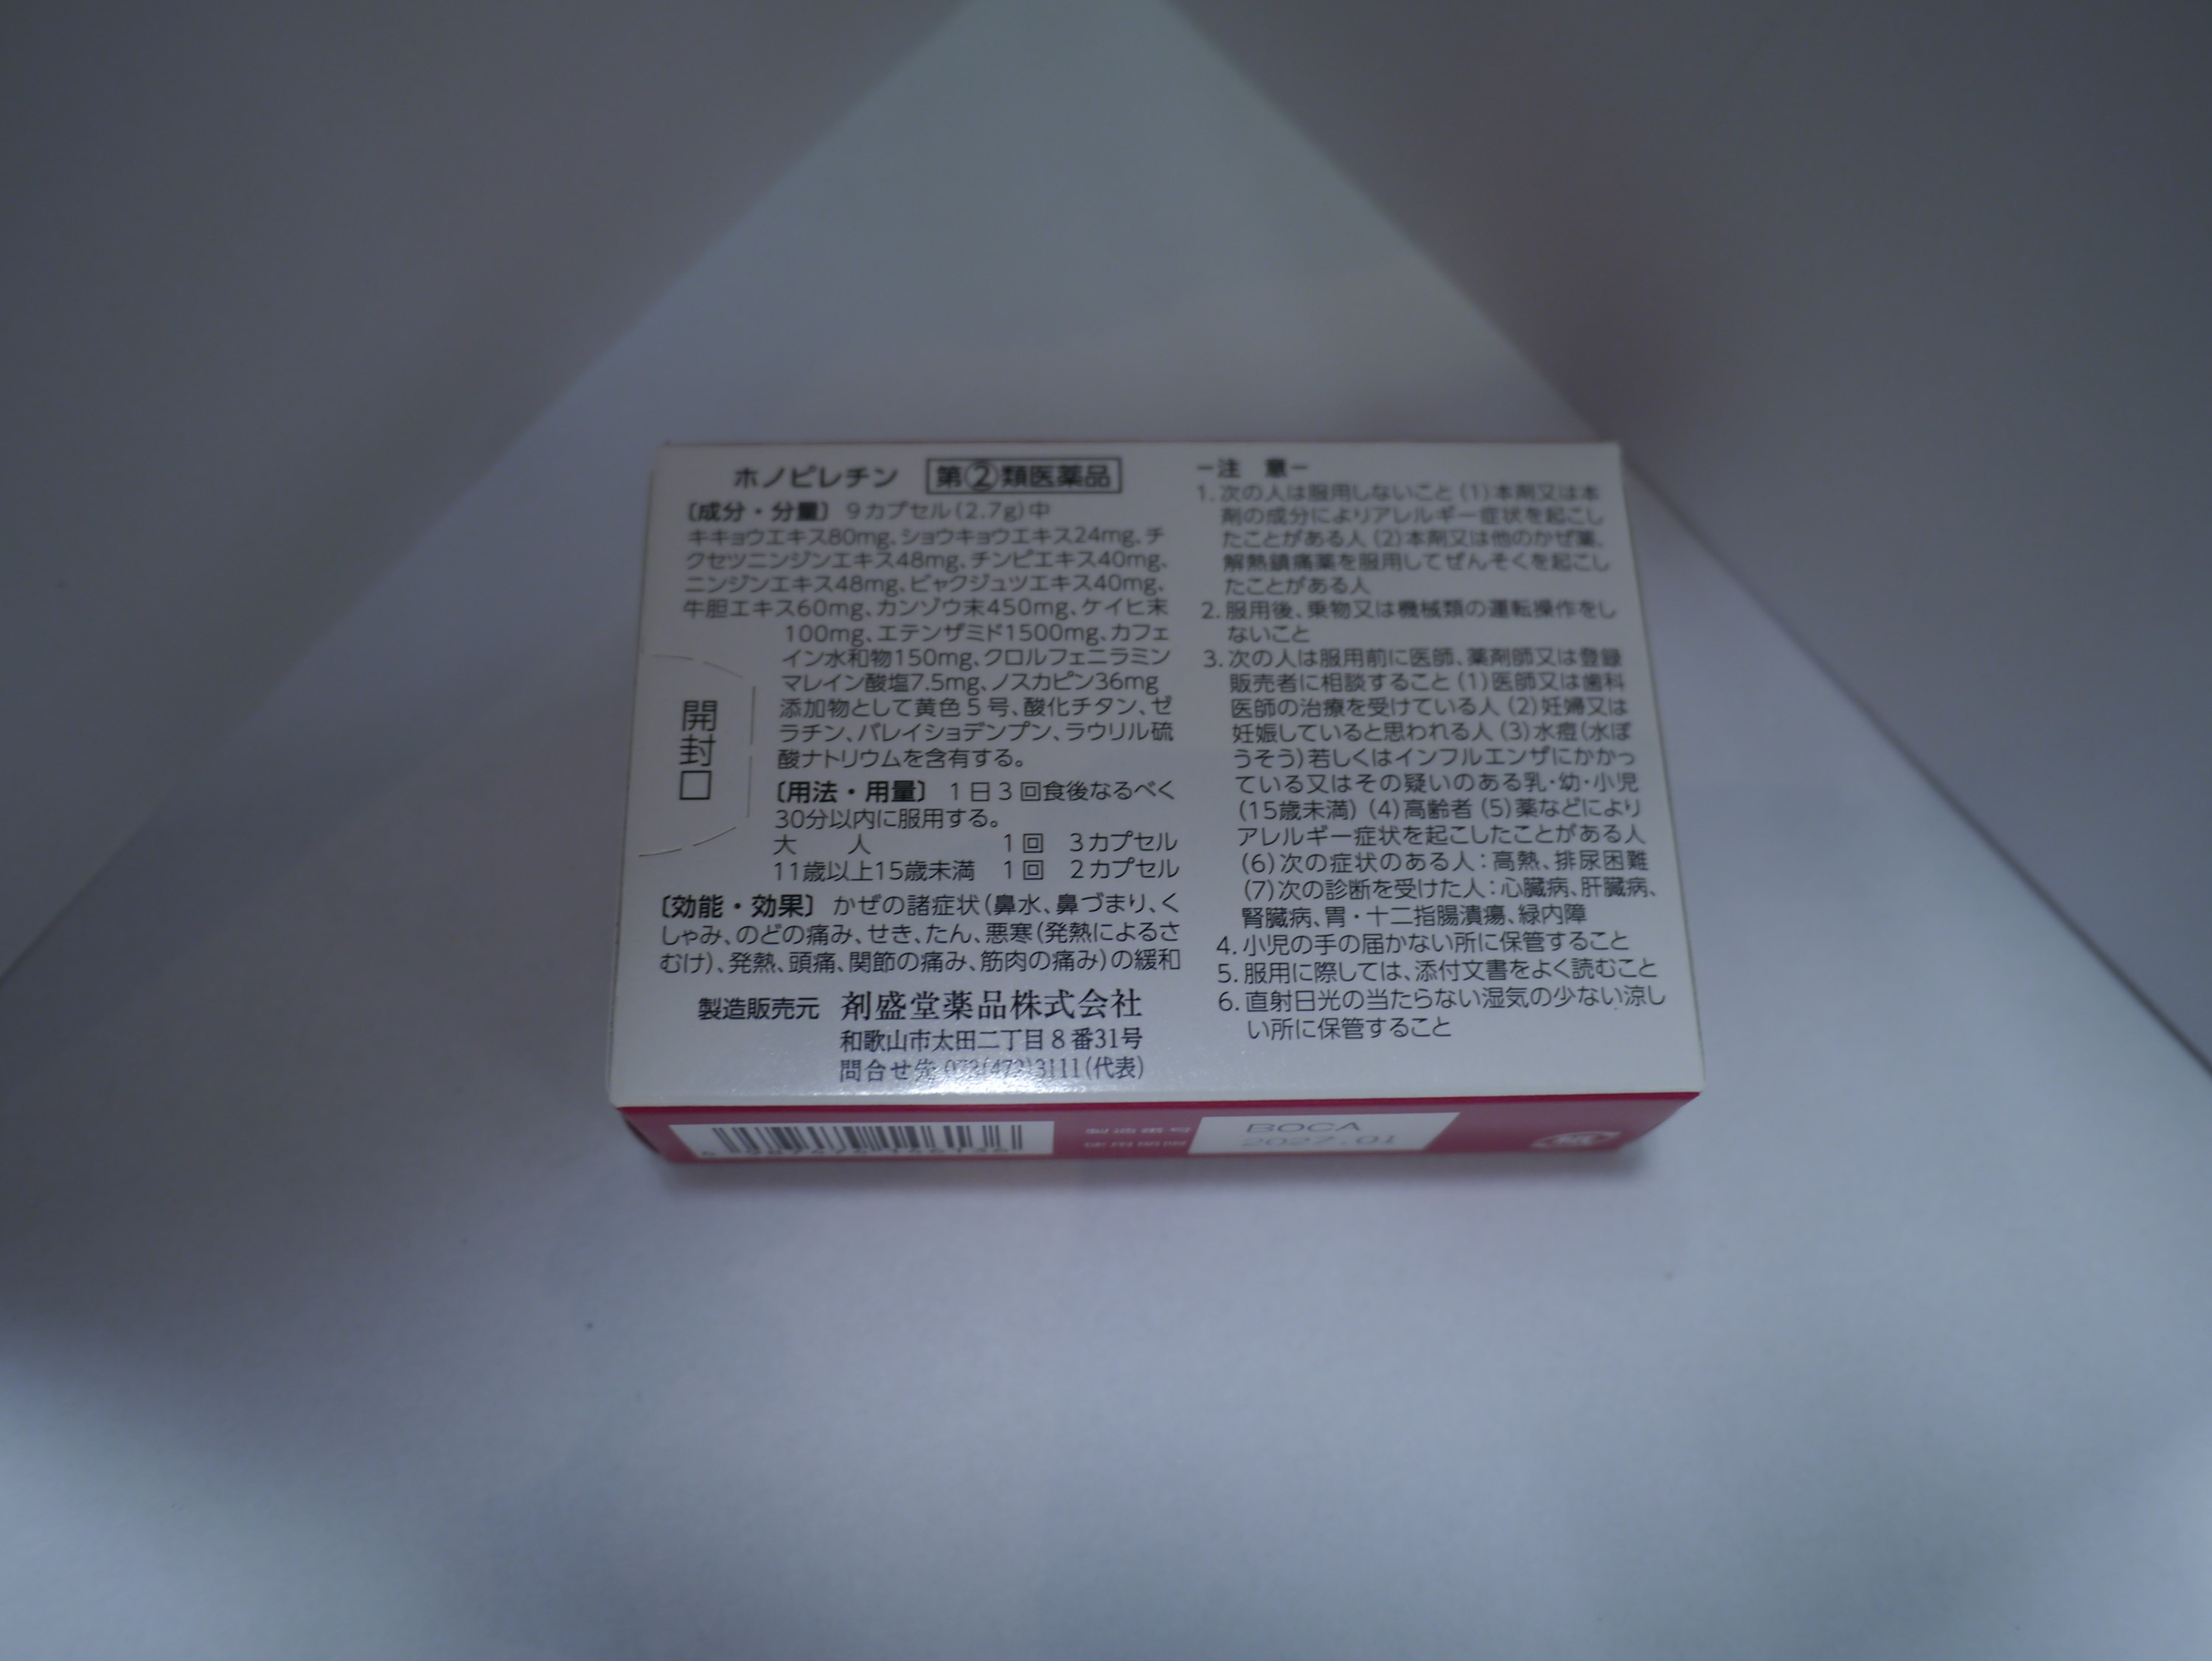 ホノピレチン 第②類医薬品
〔成分・分量〕 9カプセル(2.7g)中
キキョウエキス80mg、ショウキョウエキス24mg、チ
クセツニンジンエキス48mg、チンピエキス40mg、
ニンジンエキス48mg、ビャクジュツエキス40mg、
牛胆エキス60mg、カンゾウ末450mg、ケイヒ末
100mg、エテンザミド1500mg、カフェ
イン水和物150mg、クロルフェニラミン
マレイン酸塩7.5mg、ノスカピン36mg
添加物として黄色5号、酸化チタン、ゼ
ラチン、バレイショデンプン、ラウリル硫
酸ナトリウムを含有する。
開封口
〔用法・用量〕 1日3回食後なるべく
30分以内に服用する。
大 人 1回 3カプセル
11歳以上15歳未満 1回 2カプセル
〔効能・効果〕 かぜの諸症状(鼻水、鼻づまり、く
しゃみ、のどの痛み、せき、たん、悪寒(発熱によるさ
むけ)、発熱、頭痛、関節の痛み、筋肉の痛み)の緩和
製造販売元 剤盛堂薬品株式会社
和歌山市太田二丁目8番31号
問合せ先 3111(代表)
ー注 意ー
1. 次の人は服用しないこと (1)本剤又は本
剤の成分によりアレルギー症状を起こし
たことがある人 (2)本剤又は他のかぜ薬、
解熱鎮痛薬を服用してぜんそくを起こし
たことがある人
2. 服用後、乗物又は機械類の運転操作をし
ないこと
3. 次の人は服用前に医師、薬剤師又は登録
販売者に相談すること (1)医師又は歯科
医師の治療を受けている人 (2)妊婦又は
妊娠していると思われる人 (3)水痘(水ぼ
うそう)若しくはインフルエンザにかかっ
ている又はその疑いのある乳・幼・小児
(15歳未満) (4)高齢者 (5)薬などにより
アレルギー症状を起こしたことがある人
(6)次の症状のある人：高熱、排尿困難
(7)次の診断を受けた人：心臓病、肝臓病、
腎臓病、胃・十二指腸潰瘍、緑内障
4. 小児の手の届かない所に保管すること
5. 服用に際しては、添付文書をよく読むこと
6. 直射日光の当たらない湿気の少ない涼し
い所に保管すること
BOCA
2027.01